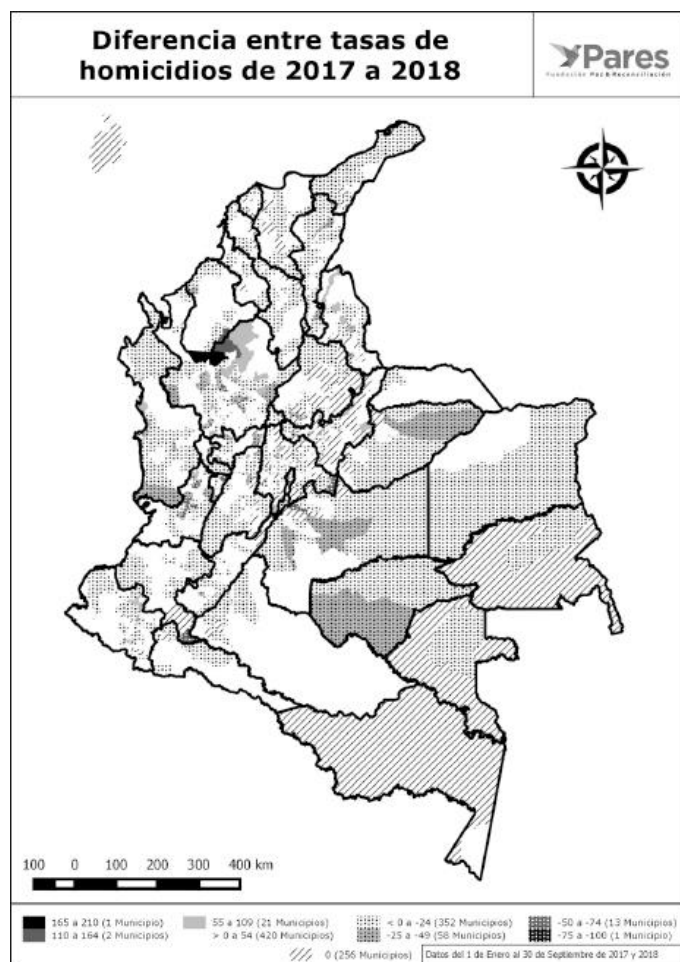 Diferencia entre tasas de
homicidios de 2017 a 2018
Pares
Fundación Paz & Reconciliación
100 0 100 200 300 400 km
165 a 210 (1 Municipio)
110 a 164 (2 Municipios)
55 a 109 (21 Municipios)
> 0 a 54 (420 Municipios)
< 0 a -24 (352 Municipios)
-25 a -49 (58 Municipios)
-50 a -74 (13 Municipios)
-75 a -100 (1 Municipio)
0 (256 Municipios)
Datos del 1 de Enero al 30 de Septiembre de 2017 y 2018